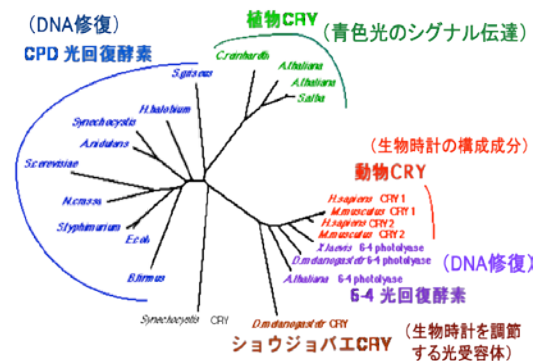 (DNA修復)
CPD 光回復酵素
植物CRY
(青色光のシグナル伝達)
C.reinhardtii
A.thaliana
A.thaliana
S.alba
S.griseus
H.halobium
Synechocystis
A.nidulans
S.cerevisiae
N.crassa
S.typhimurium
E.coli
B.firmus
Synechocystis CRY
(生物時計の構成成分)
動物CRY
H.sapiens CRY1
M.musculus CRY1
H.sapiens CRY2
M.musculus CRY2
X.laevis 6-4 photolyase
D.melanogaster 6-4 photolyase
A.thaliana 6-4 photolyase
(DNA修復)
6-4 光回復酵素
D.melanogaster CRY
ショウジョバエCRY
(生物時計を調節
する光受容体)